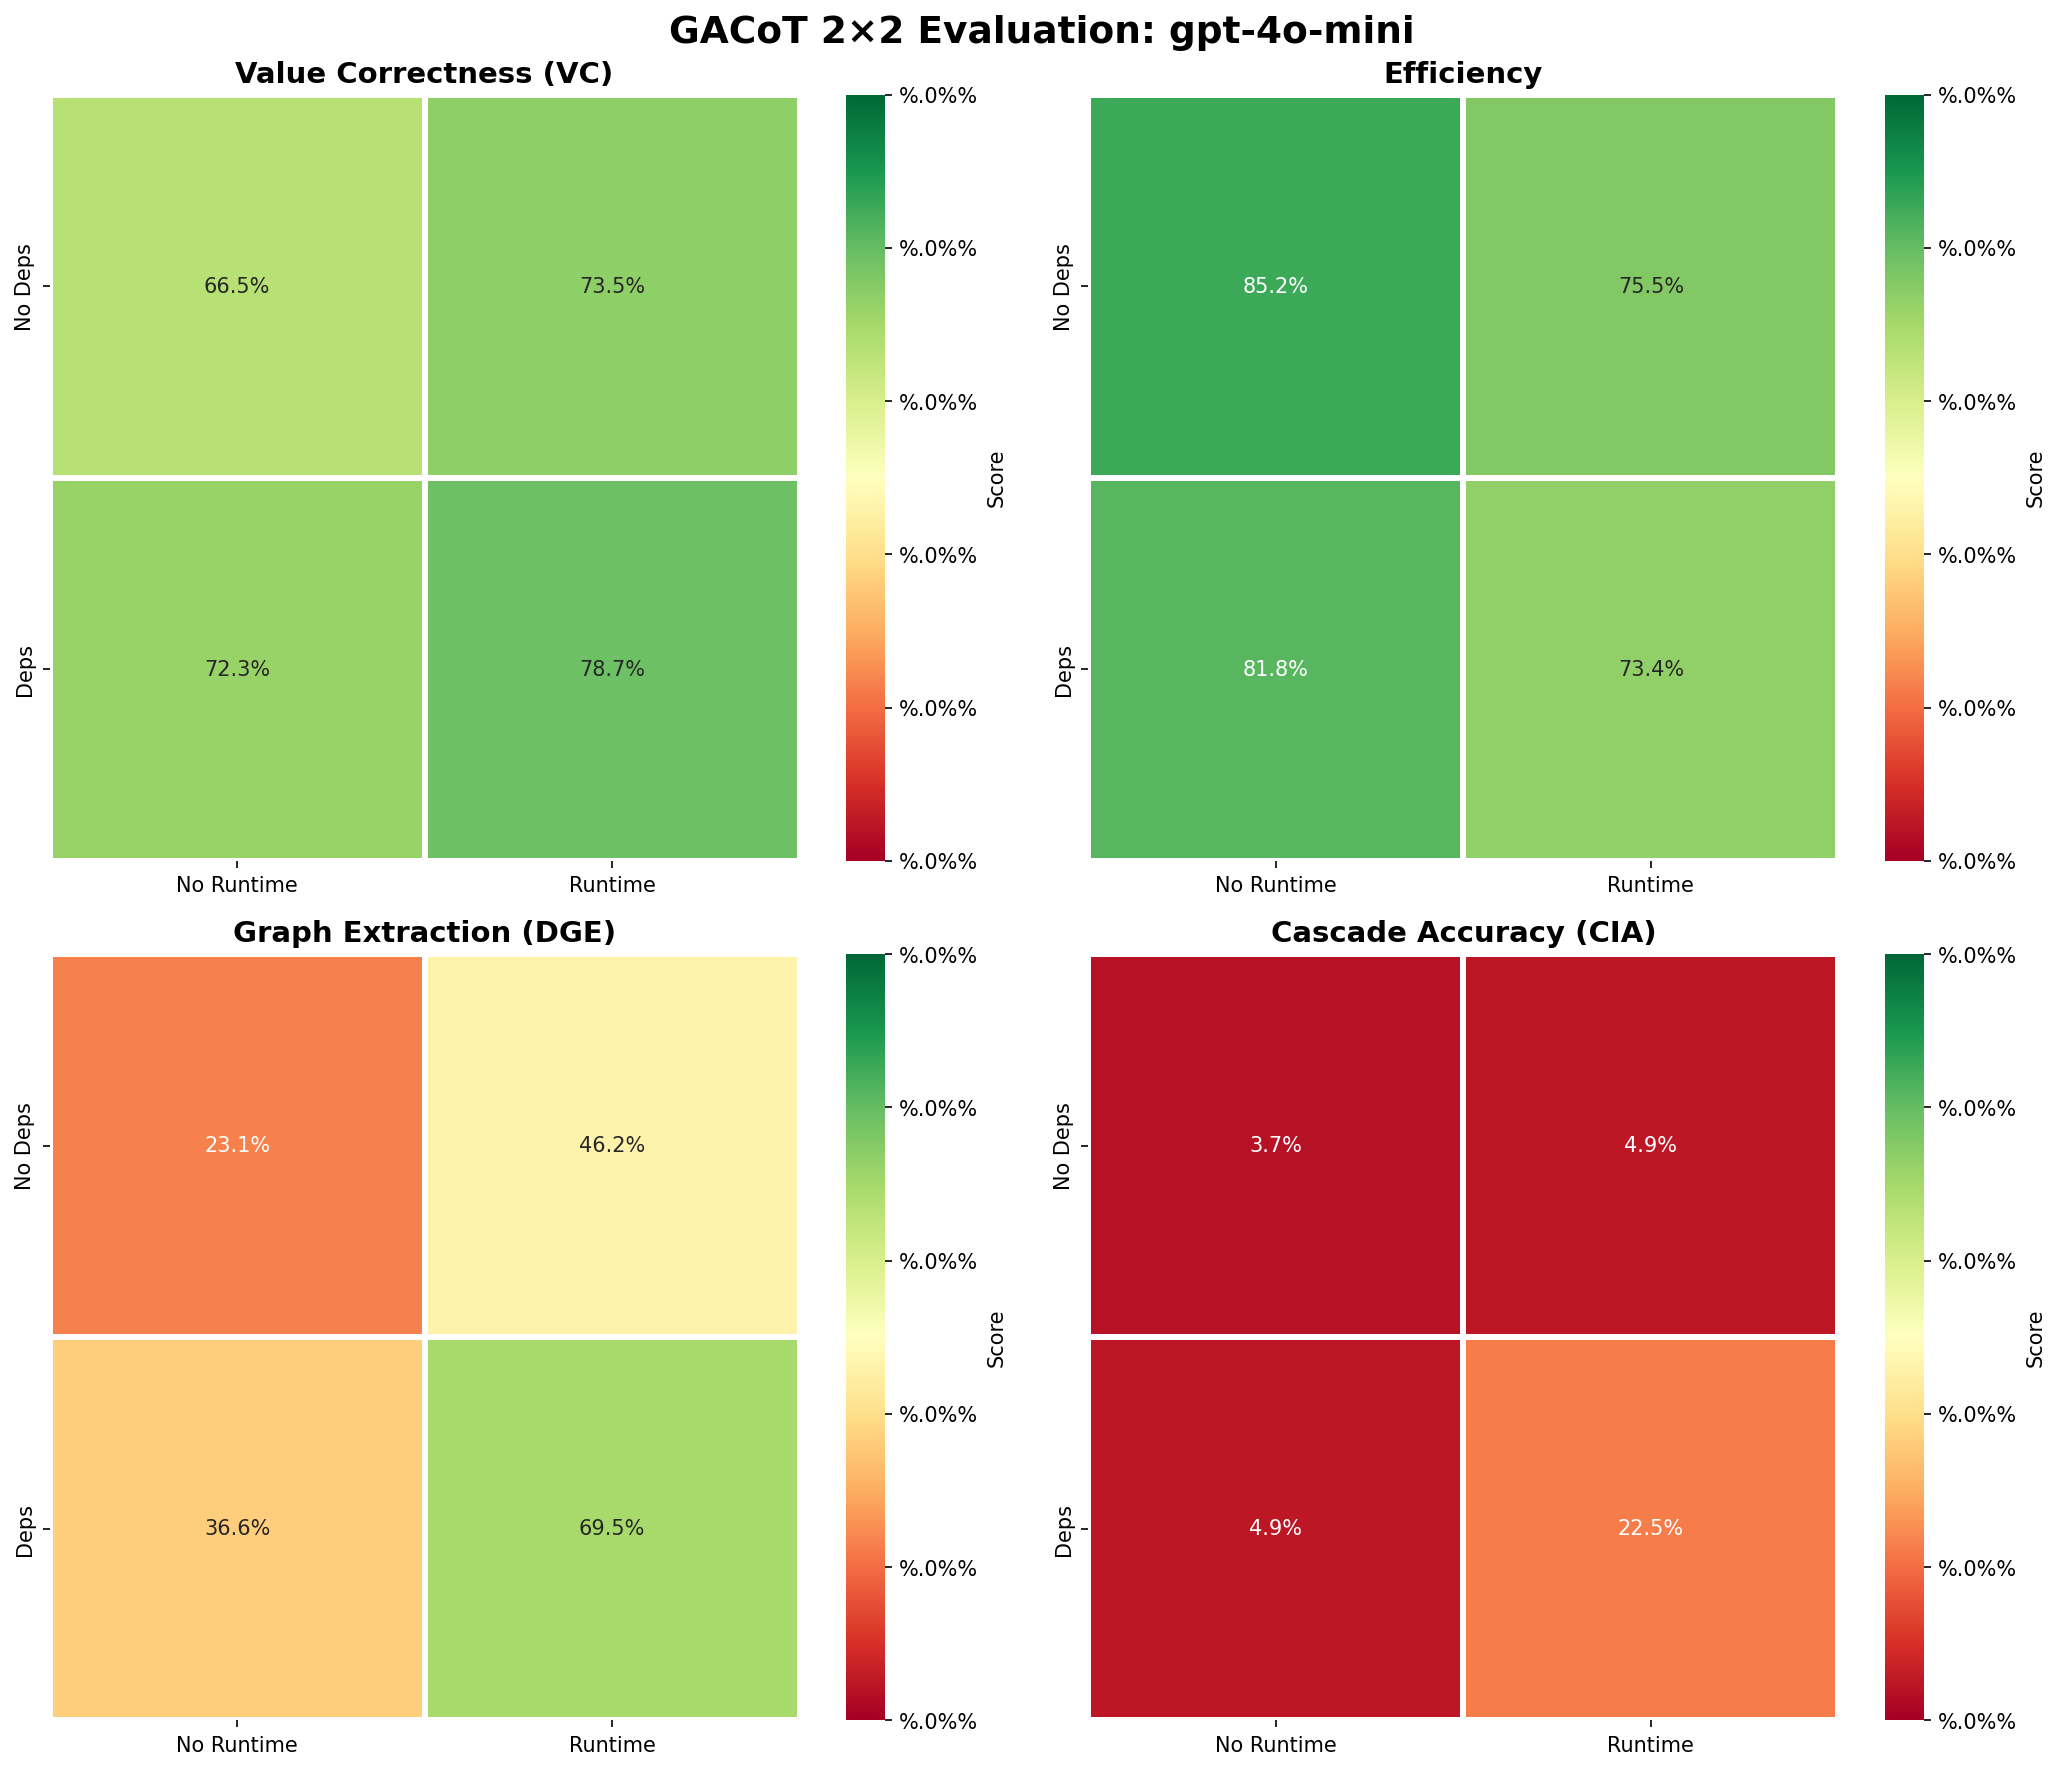 GACoT 2×2 Evaluation: gpt-4o-mini
Value Correctness (VC)
No Deps
Deps
66.5%
73.5%
72.3%
78.7%
No Runtime
Runtime
%.0%%
%.0%%
%.0%%
%.0%%
%.0%%
%.0%%
Score
Efficiency
No Deps
Deps
85.2%
75.5%
81.8%
73.4%
No Runtime
Runtime
%.0%%
%.0%%
%.0%%
%.0%%
%.0%%
%.0%%
Score
Graph Extraction (DGE)
No Deps
Deps
23.1%
46.2%
36.6%
69.5%
No Runtime
Runtime
%.0%%
%.0%%
%.0%%
%.0%%
%.0%%
%.0%%
Score
Cascade Accuracy (CIA)
No Deps
Deps
3.7%
4.9%
4.9%
22.5%
No Runtime
Runtime
%.0%%
%.0%%
%.0%%
%.0%%
%.0%%
%.0%%
Score